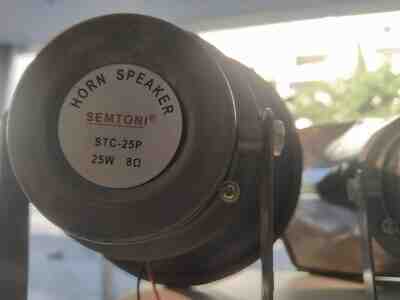 HORN SPEAKER
SEMTONI®
STC-25P
25W 8Ω